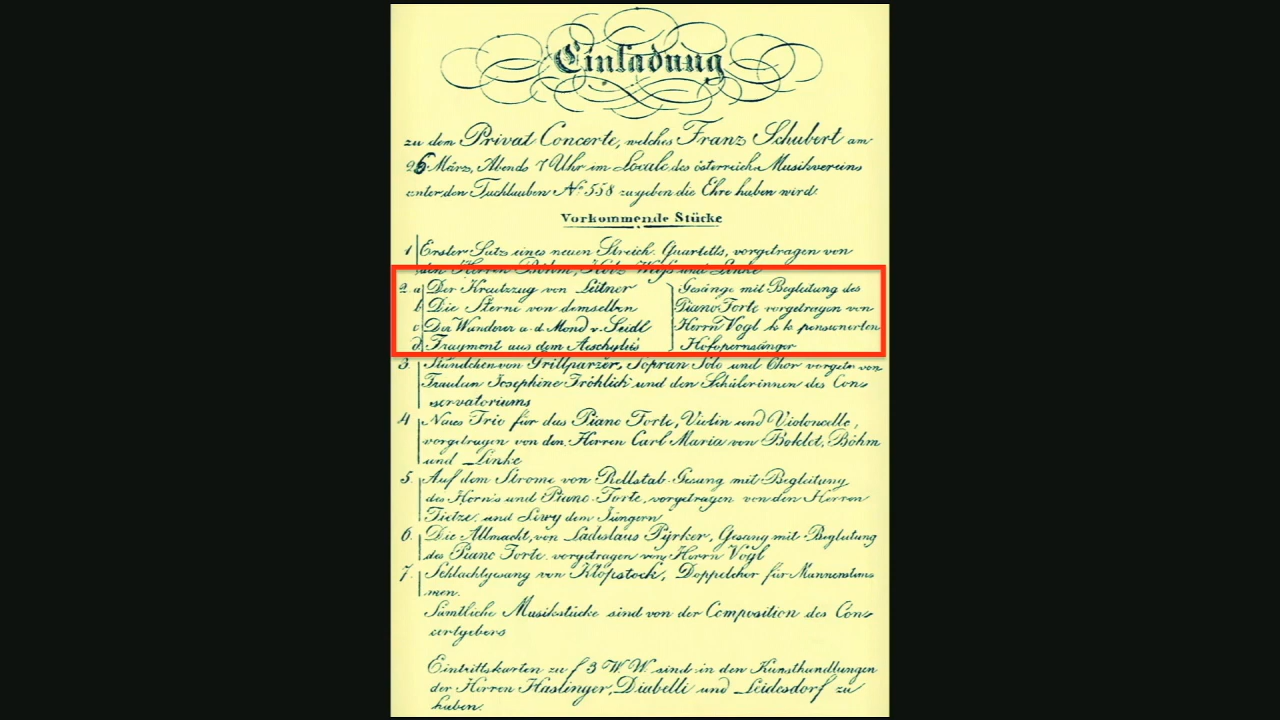 Einladung
zu dem Privat Concerte, welches Franz Schubert am
26 März, Abends 7 Uhr im Locale des österreich. Musikvereins
unter den Tuchlauben No 558 zu geben die Ehre haben wird.
Vorkommende Stücke
1 Erster Satz eines neuen Streich-Quartetts, vorgetragen von
den Herren Böhm, Holz, Weiss und Linke
2. a Der Kreutzzug von Leitner } Gesänge mit Begleitung des
b Die Sterne von demselben Piano Forte vorgetragen von
c Der Wanderer a. d. Mond v. Seidl Herrn Vogl k. k. pensionirten
d. Fragment aus dem Aeschylus Hofopernsänger
3. Ständchen von Grillparzer, Sopran Solo und Chor vorgetr. von
Fräulein Josephine Fröhlich und den Schülerinnen des Con-
servatoriums
4 Neues Trio für das Piano Forte, Violin und Violoncelle,
vorgetragen von den Herren Carl Maria von Boklet, Böhm
und Linke
5. Auf dem Strome von Rellstab. Gesang mit Begleitung
des Horn's und Piano-Forte, vorgetragen von den Herren
Tietze, und Lewy dem Jüngern
6. Die Allmacht, von Ladislaus Pyrker, Gesang mit Begleitung
des Piano Forte, vorgetragen von Herrn Vogl
7. Schlachtgesang von Klopstock, Doppelchor für Männerstim-
men.
Sämtliche Musikstücke sind von der Composition des Con-
certgebers
Eintrittskarten zu f 3 W. W. sind in den Kunsthandlungen
der Herren Haslinger, Diabelli und Leidesdorf zu
haben.